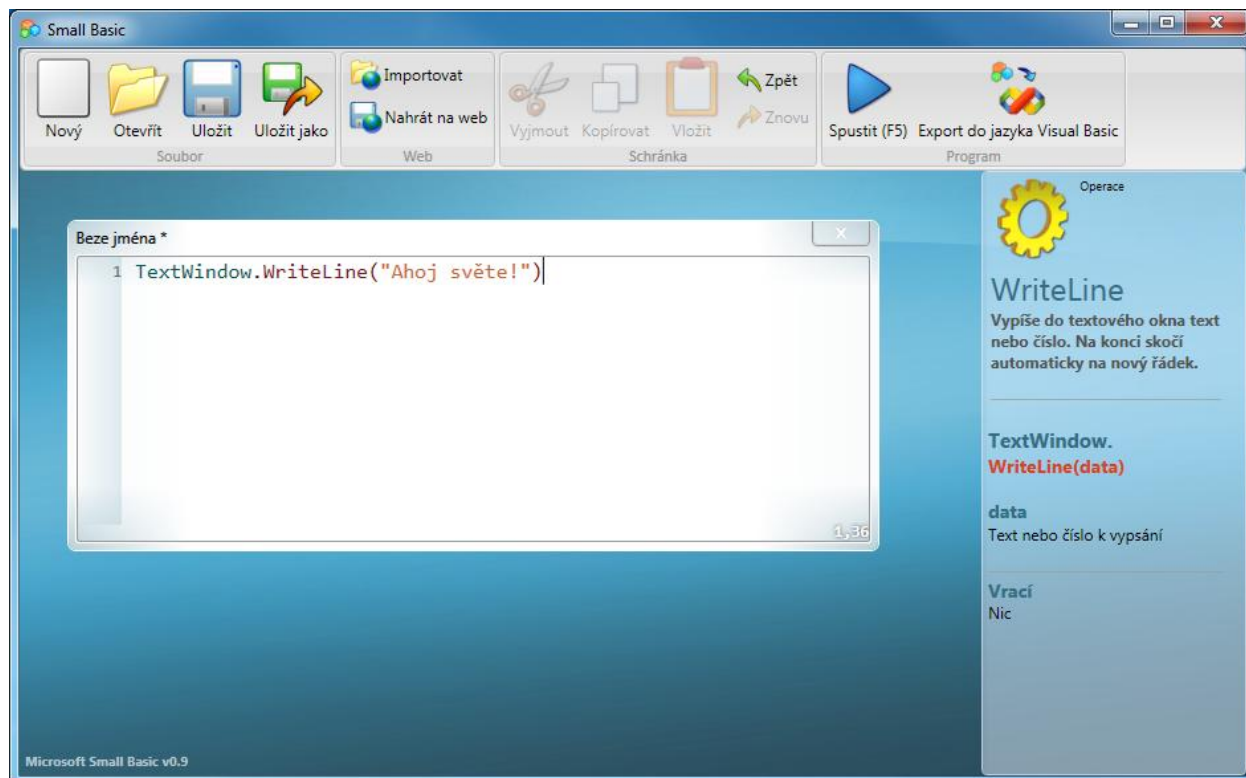 Small Basic
Nový Otevřít Uložit Uložit jako
Soubor
Importovat
Nahrát na web
Web
Vyjmout Kopírovat Vložit
Zpět
Znovu
Schránka
Spustit (F5) Export do jazyka Visual Basic
Program
Beze jména *
1 TextWindow.WriteLine("Ahoj světe!")
1,36
Operace
WriteLine
Vypíše do textového okna text
nebo číslo. Na konci skočí
automaticky na nový řádek.
TextWindow.
WriteLine(data)
data
Text nebo číslo k vypsání
Vrací
Nic
Microsoft Small Basic v0.9